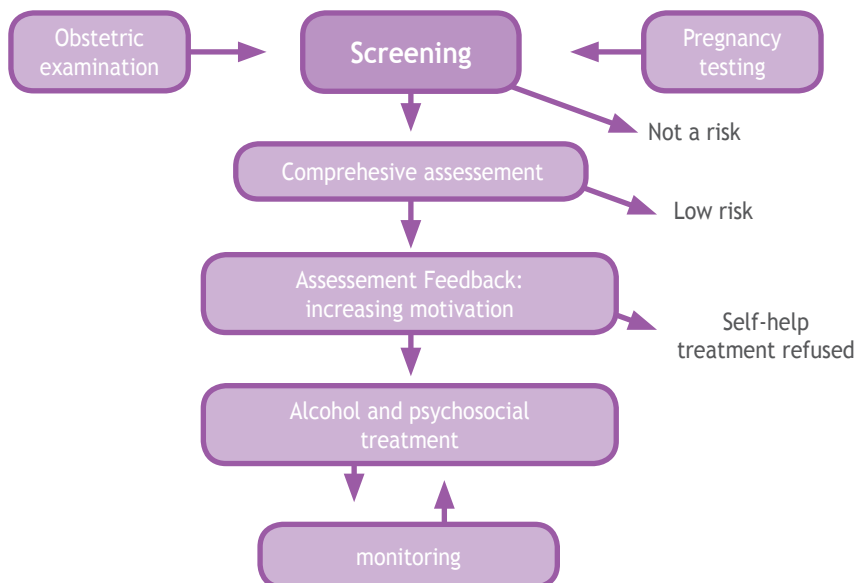 Obstetric
examination
Screening
Pregnancy
testing
Not a risk
Comprehesive assessement
Low risk
Assessement Feedback:
increasing motivation
Self-help
treatment refused
Alcohol and psychosocial
treatment
monitoring